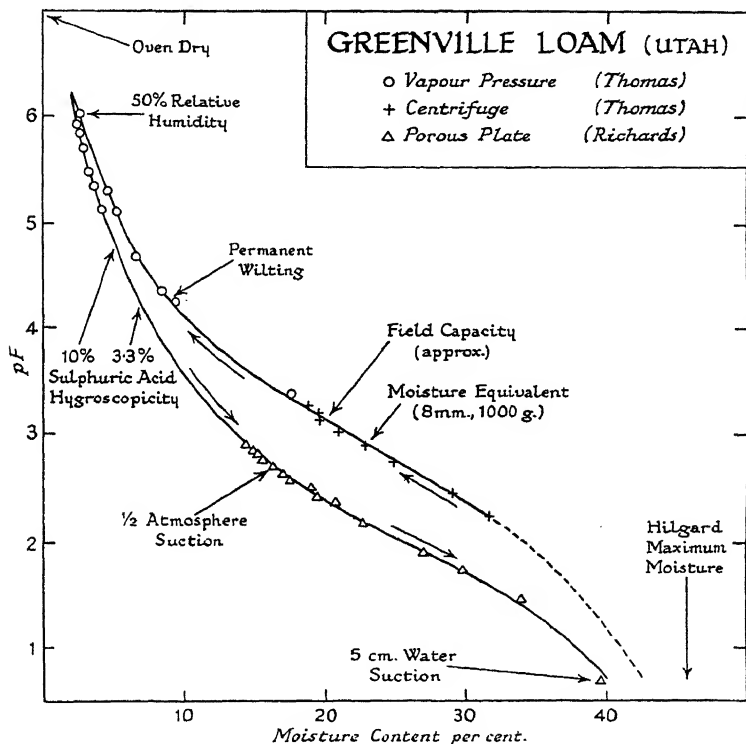 GREENVILLE LOAM (UTAH)
o Vapour Pressure (Thomas)
+ Centrifuge (Thomas)
△ Porous Plate (Richards)
Oven Dry
50% Relative
Humidity
Permanent
Wilting
Field Capacity
(approx.)
Moisture Equivalent
(8mm., 1000 g.)
10% 3·3%
Sulphuric Acid
Hygroscopicity
½ Atmosphere
Suction
Hilgard
Maximum
Moisture
5 cm. Water
Suction
pF
6
5
4
3
2
1
10 20 30 40
Moisture Content per cent.